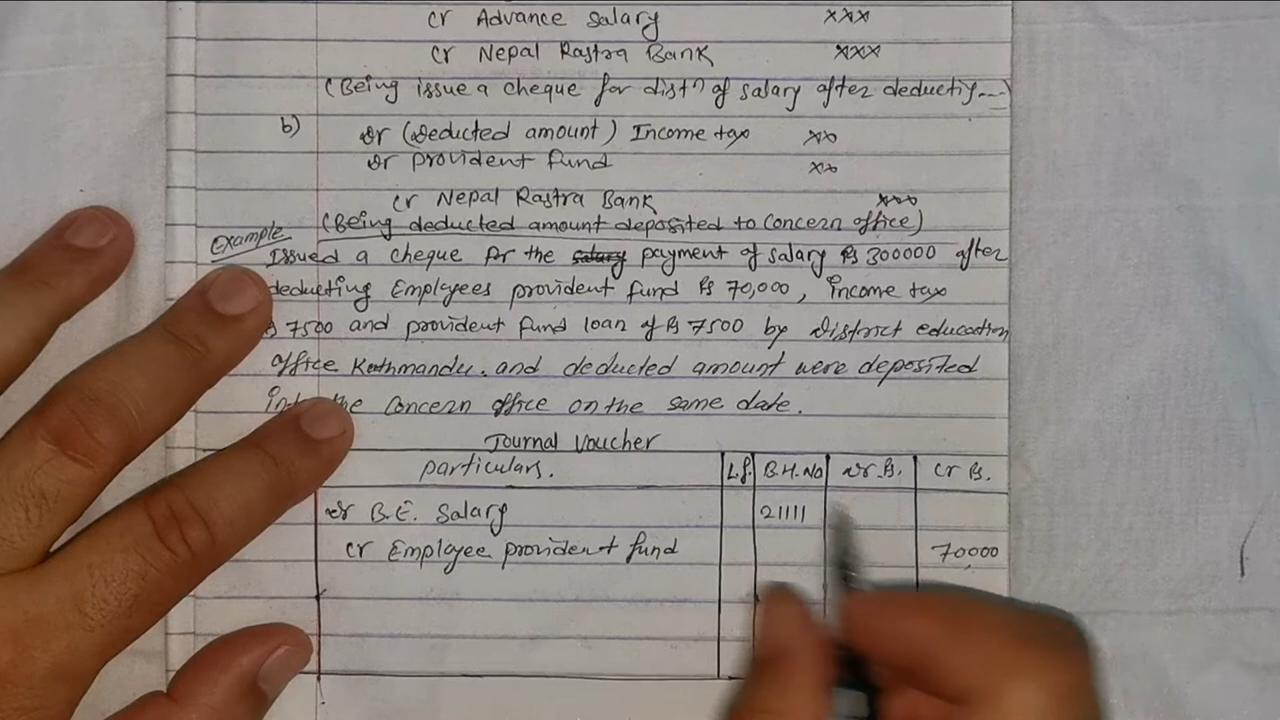 cr Advance salary xxx
cr Nepal Rastra Bank xxx
(Being issue a cheque for distn of salary after deductig...)
b) Dr (Deducted amount) Income tax xx
Dr provident fund xx
cr Nepal Rastra Bank xxx
(Being deducted amount deposited to Concern office)
Example
Issued a cheque for the salary payment of salary Rs 300000 after
deducting Employees provident fund Rs 70,000, income tax
7500 and provident fund loan of Rs 7500 by District education
office Kathmandu. and deducted amount were deposited
the Concern office on the same date.
Journal Voucher
particulars. L.f. B.H.No Dr Rs. Cr Rs.
Dr B.E. Salary 21111
cr Employee provident fund 70000